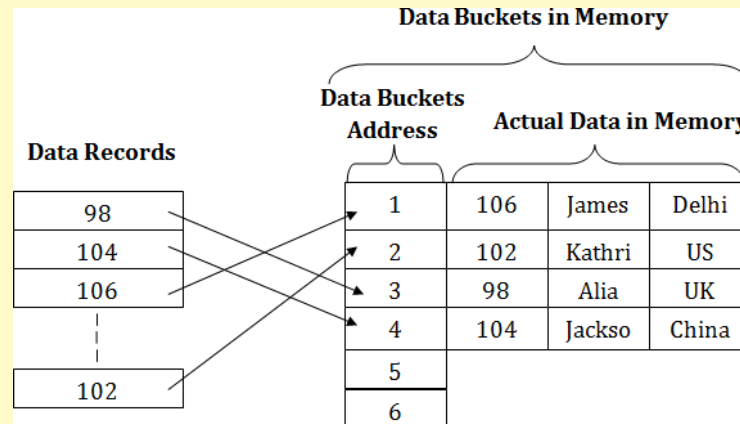 Data Buckets in Memory
Data Buckets
Address
Actual Data in Memory
Data Records
98
104
106
102
1 106 James Delhi
2 102 Kathri US
3 98 Alia UK
4 104 Jackso China
5
6